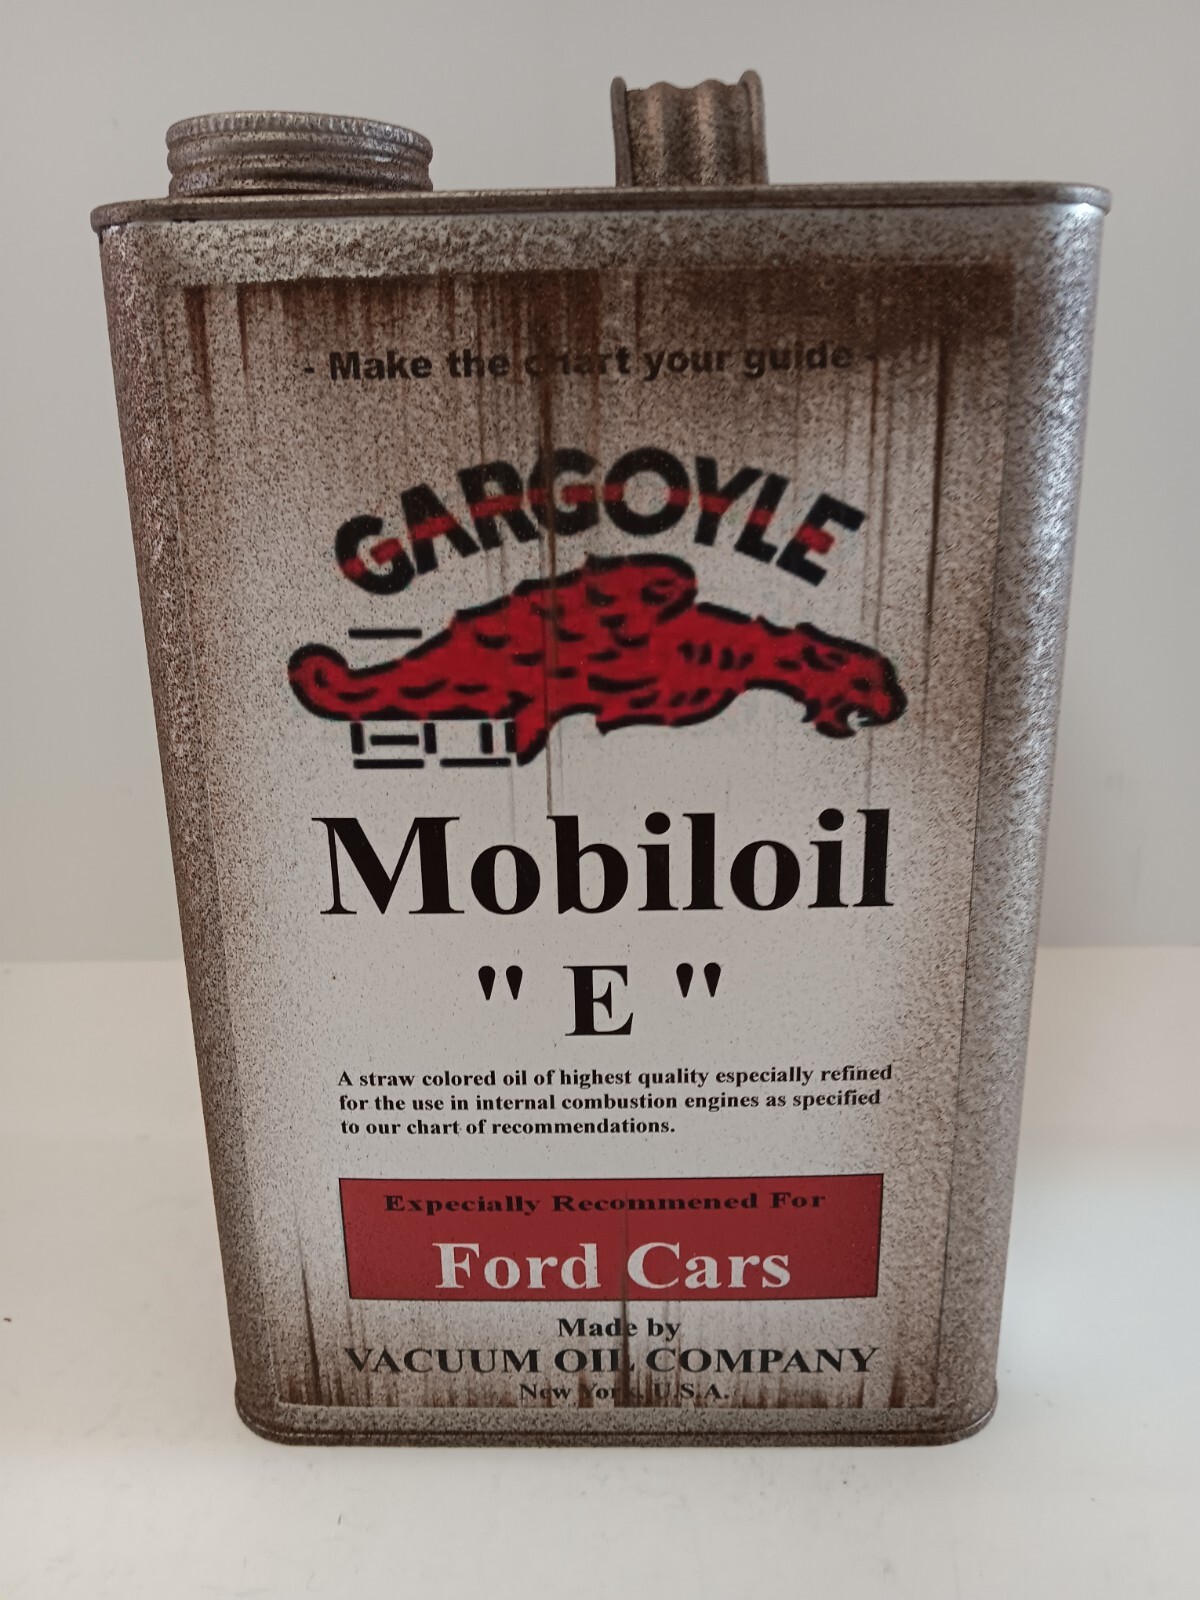 - Make the chart your guide -
GARGOYLE
Mobiloil
" E "
A straw colored oil of highest quality especially refined
for the use in internal combustion engines as specified
to our chart of recommendations.
Expecially Recommened For
Ford Cars
Made by
VACUUM OIL COMPANY
New York, U.S.A.